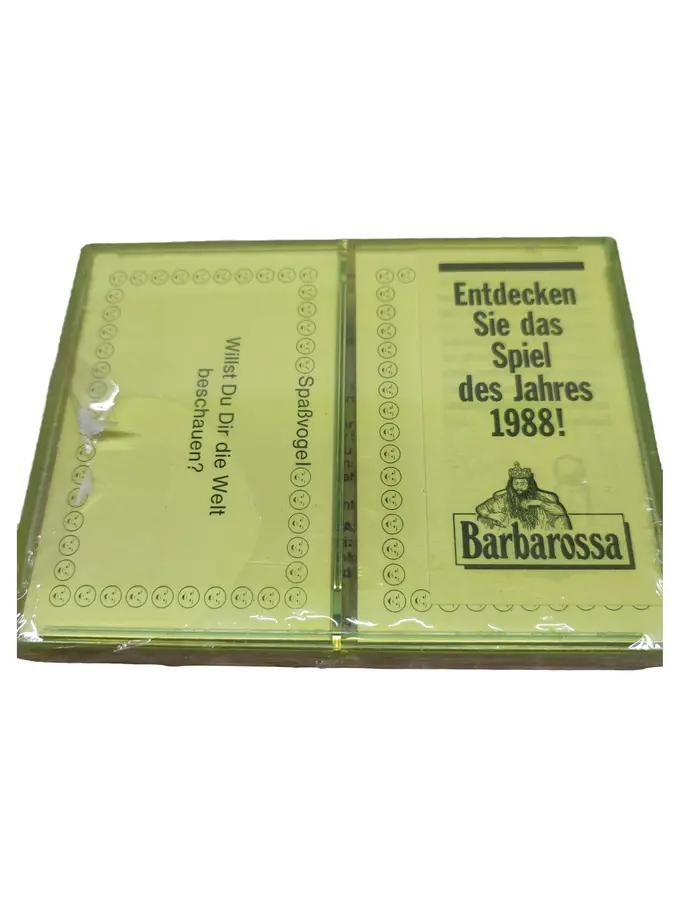 Spaßvogel
Willst Du Dir die Welt
beschauen?
Entdecken
Sie das
Spiel
des Jahres
1988!
Barbarossa